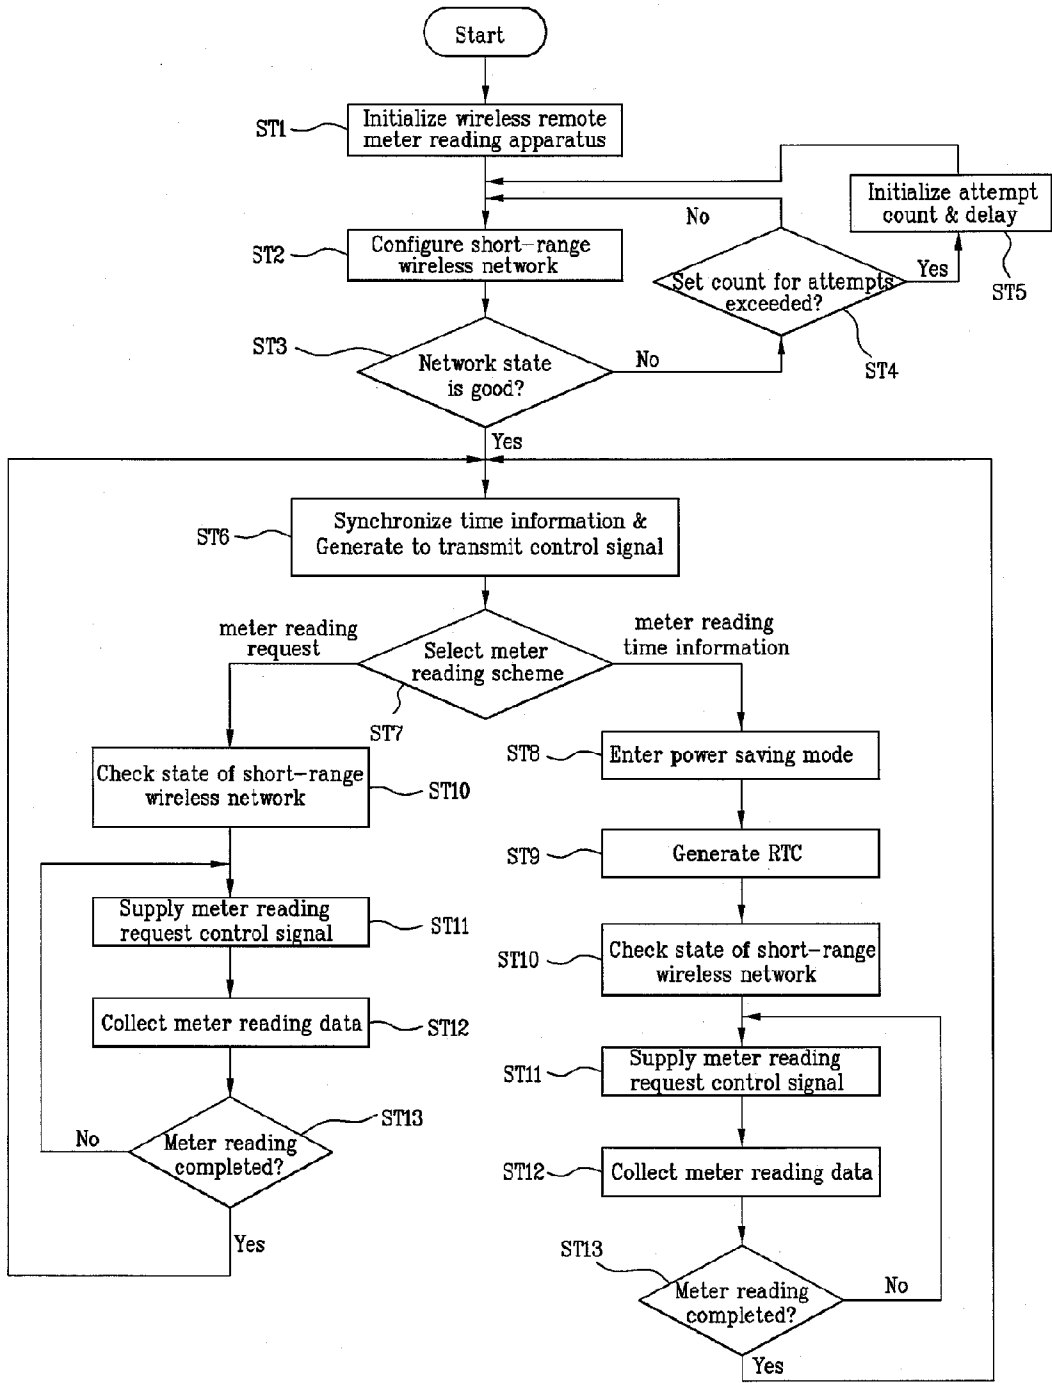 Start
ST1
Initialize wireless remote
meter reading apparatus
Initialize attempt
count & delay
ST5
No
ST2
Configure short-range
wireless network
Set count for attempts
exceeded?
Yes
ST4
ST3
Network state
is good?
No
Yes
ST6
Synchronize time information &
Generate to transmit control signal
meter reading
request
Select meter
reading scheme
meter reading
time information
ST7
Check state of short-range
wireless network
ST10
Supply meter reading
request control signal
ST11
Collect meter reading data
ST12
Meter reading
completed?
ST13
No
Yes
ST8
Enter power saving mode
ST9
Generate RTC
ST10
Check state of short-range
wireless network
ST11
Supply meter reading
request control signal
ST12
Collect meter reading data
ST13
Meter reading
completed?
No
Yes